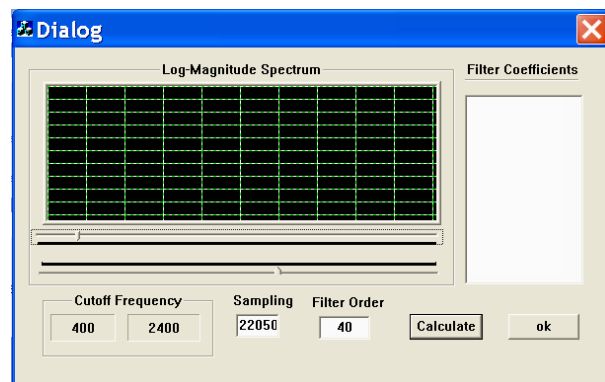 Dialog
Log-Magnitude Spectrum
Filter Coefficients
Cutoff Frequency
Sampling
Filter Order
400
2400
22050
40
Calculate
ok